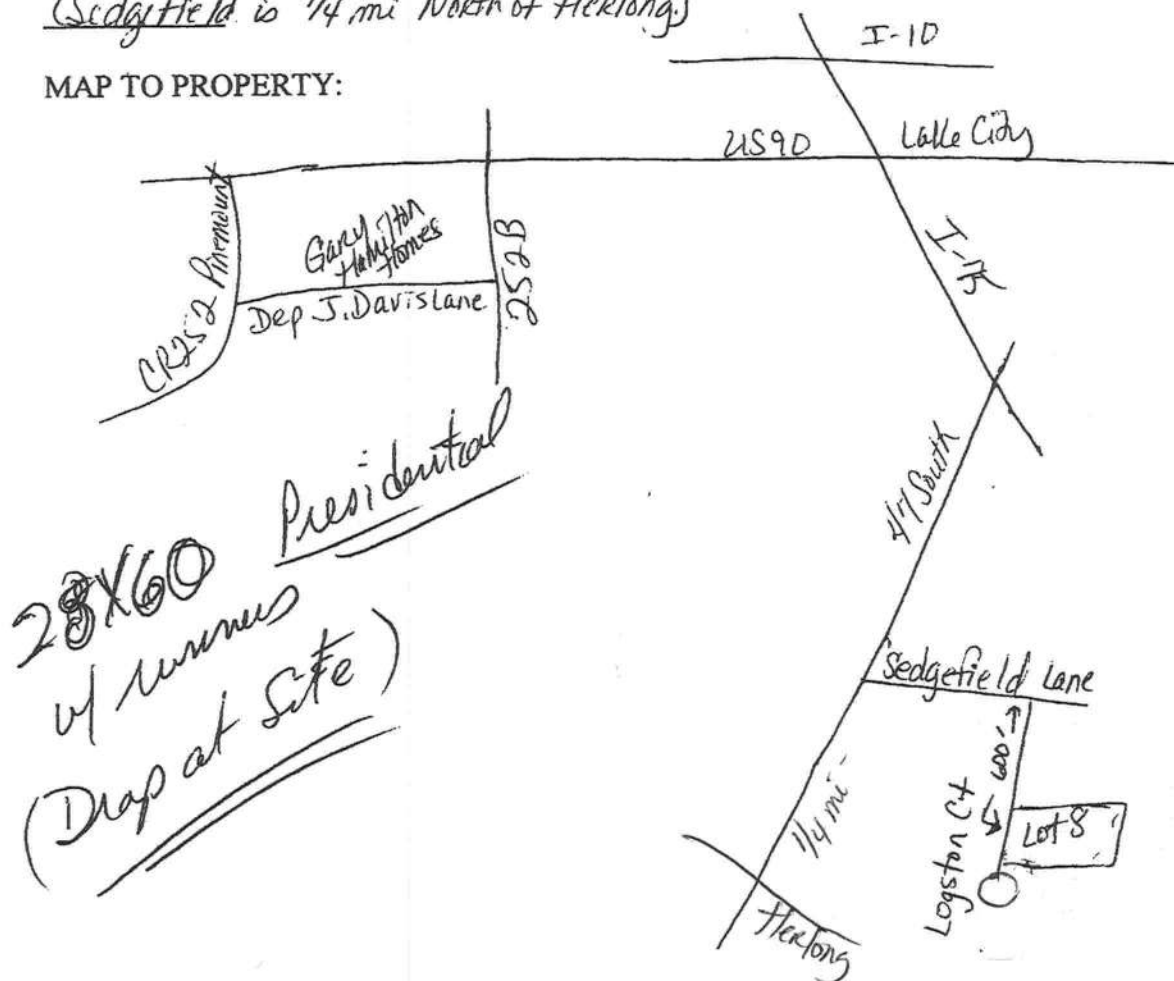 (Sedgefield is 1/4 mi North of Herlong.)
MAP TO PROPERTY:
I-10
US90
Lake City
CR252 Pinemount
Gary
Hamilton
Homes
Dep J. Davis Lane
252B
I-75
47 South
Presidential
28X60
w/ runners
(Drop at Site)
Sedgefield Lane
600'
Logston Ct
Lot 8
1/4 mi
Herlong